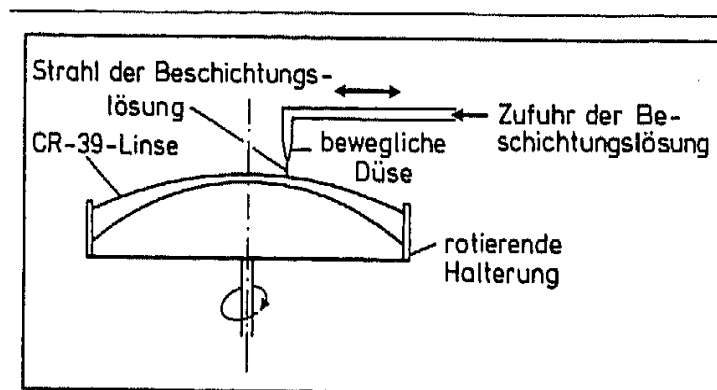 Strahl der Beschichtungs-
lösung
CR-39-Linse
bewegliche
Düse
Zufuhr der Be-
schichtungslösung
rotierende
Halterung